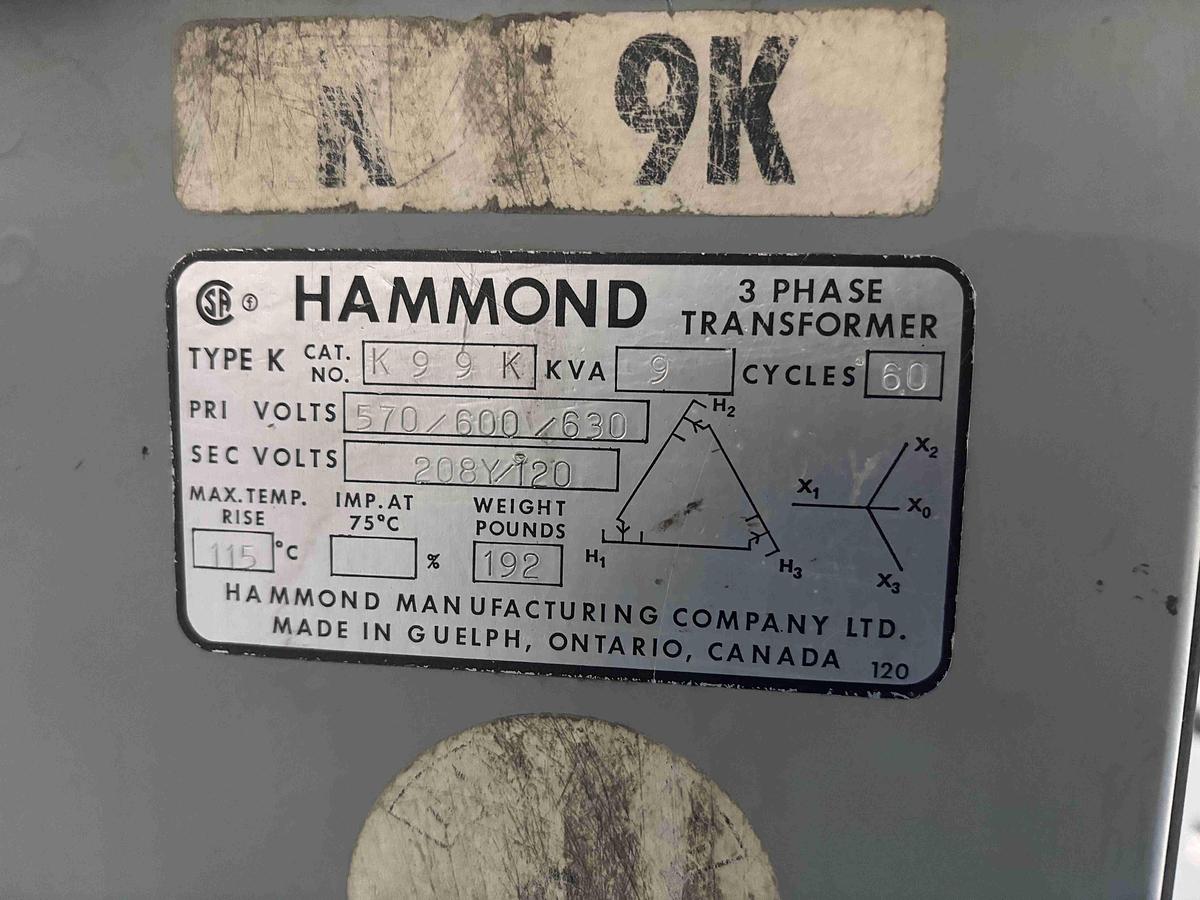 K 9K
SA ® HAMMOND 3 PHASE
TRANSFORMER
TYPE K CAT. NO. K99K KVA 9 CYCLES 60
PRI VOLTS 570/600/630
SEC VOLTS 208Y/120
MAX. TEMP. RISE 115 °C
IMP. AT 75°C %
WEIGHT POUNDS 192
H₂
H₁
H₃
X₂
X₁
X₀
X₃
HAMMOND MANUFACTURING COMPANY LTD.
MADE IN GUELPH, ONTARIO, CANADA 120